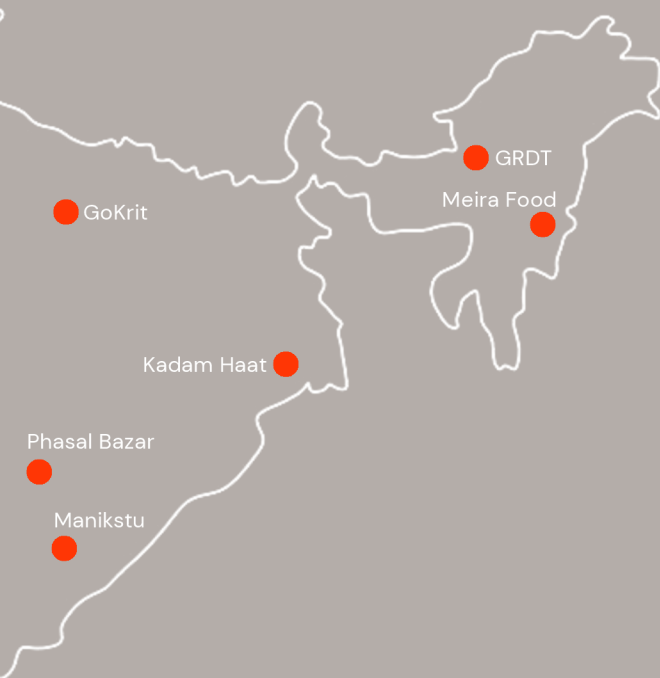 GRDT
Meira Food
GoKrit
Kadam Haat
Phasal Bazar
Manikstu